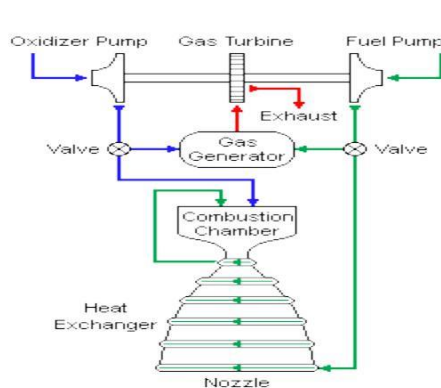 Oxidizer Pump
Gas Turbine
Fuel Pump
Exhaust
Valve
Gas
Generator
Valve
Combustion
Chamber
Heat
Exchanger
Nozzle